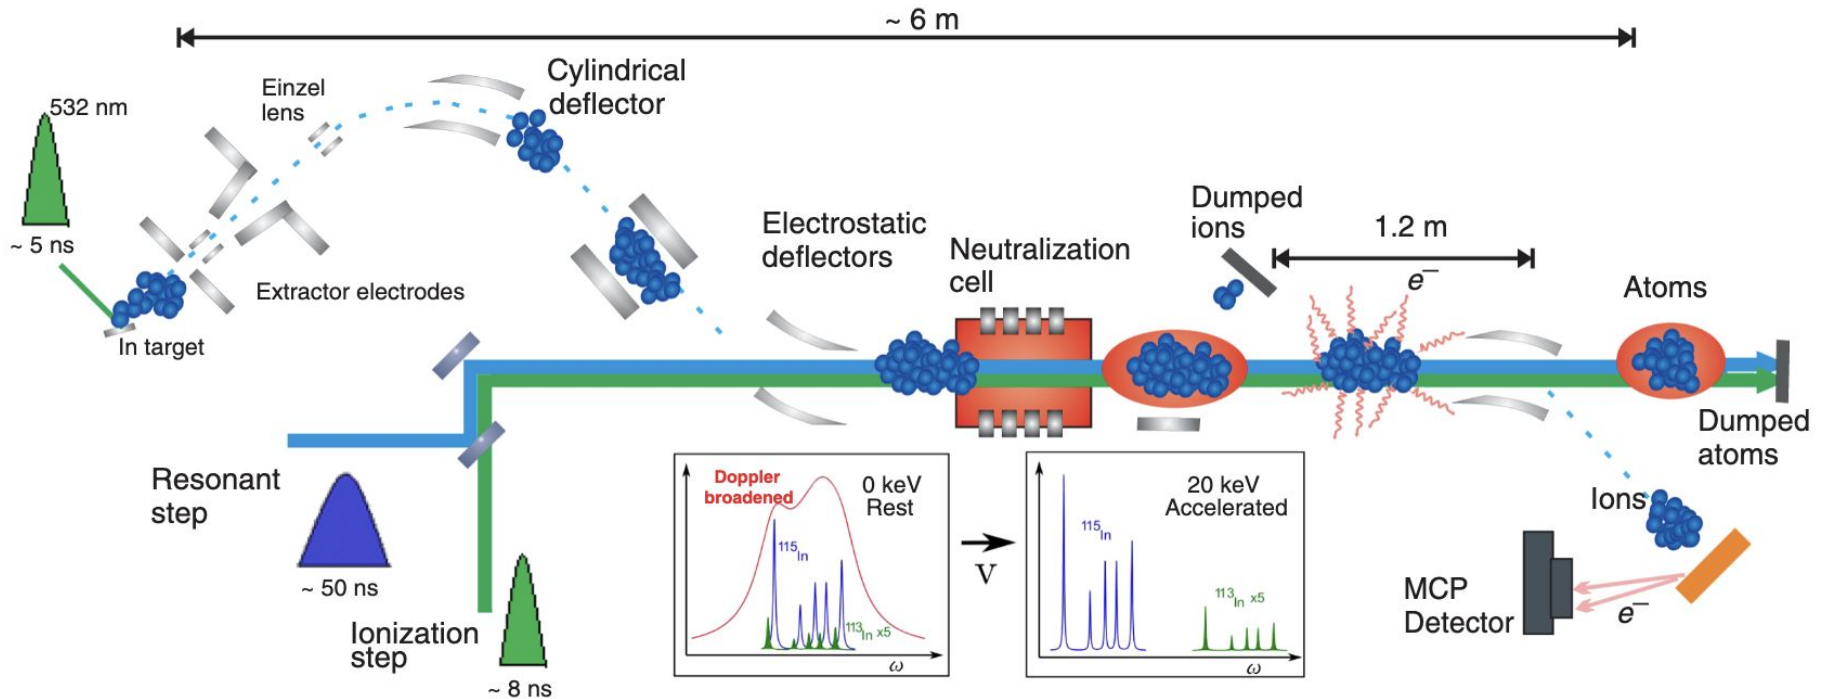 ~ 6 m
Cylindrical
deflector
Einzel
lens
532 nm
~ 5 ns
Extractor electrodes
In target
Electrostatic
deflectors
Neutralization
cell
Dumped
ions
1.2 m
e⁻
Atoms
Dumped
atoms
Resonant
step
~ 50 ns
Ionization
step
~ 8 ns
Doppler
broadened
0 keV
Rest
¹¹⁵In
¹¹³In x5
ω
V
20 keV
Accelerated
¹¹⁵In
¹¹³In x5
ω
Ions
MCP
Detector
e⁻